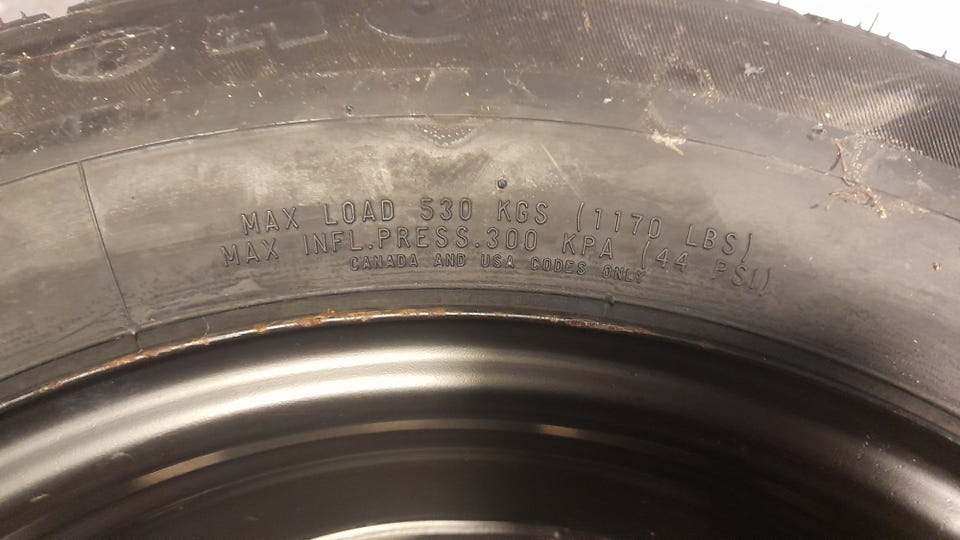 MAX LOAD 530 KGS (1170 LBS)
MAX INFL.PRESS.300 KPA (44 PSI)
CANADA AND USA CODES ONLY